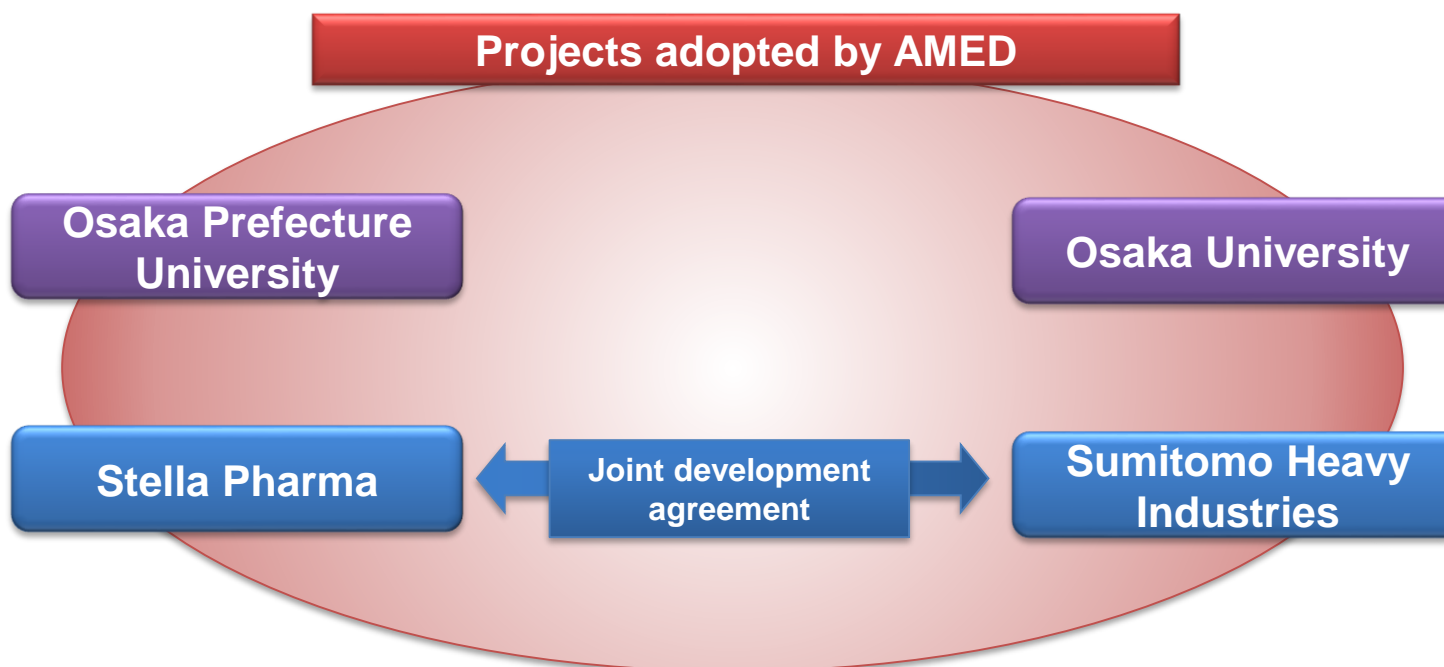 Projects adopted by AMED
Osaka Prefecture
University
Osaka University
Stella Pharma
Joint development
agreement
Sumitomo Heavy
Industries